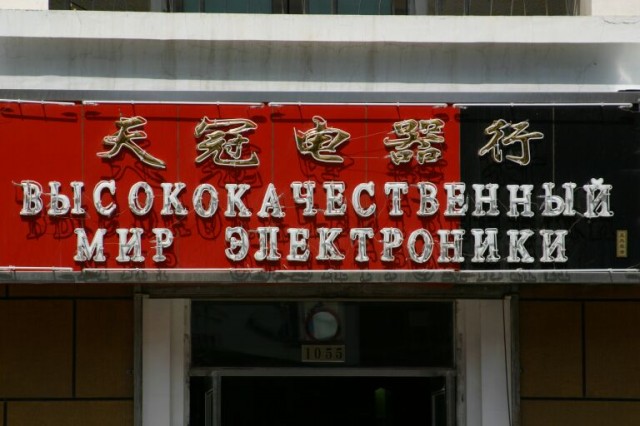 天冠电器行
ВЫСОКОКАЧЕСТВЕННЫЙ
МИР ЭЛЕКТРОНИКИ
1055